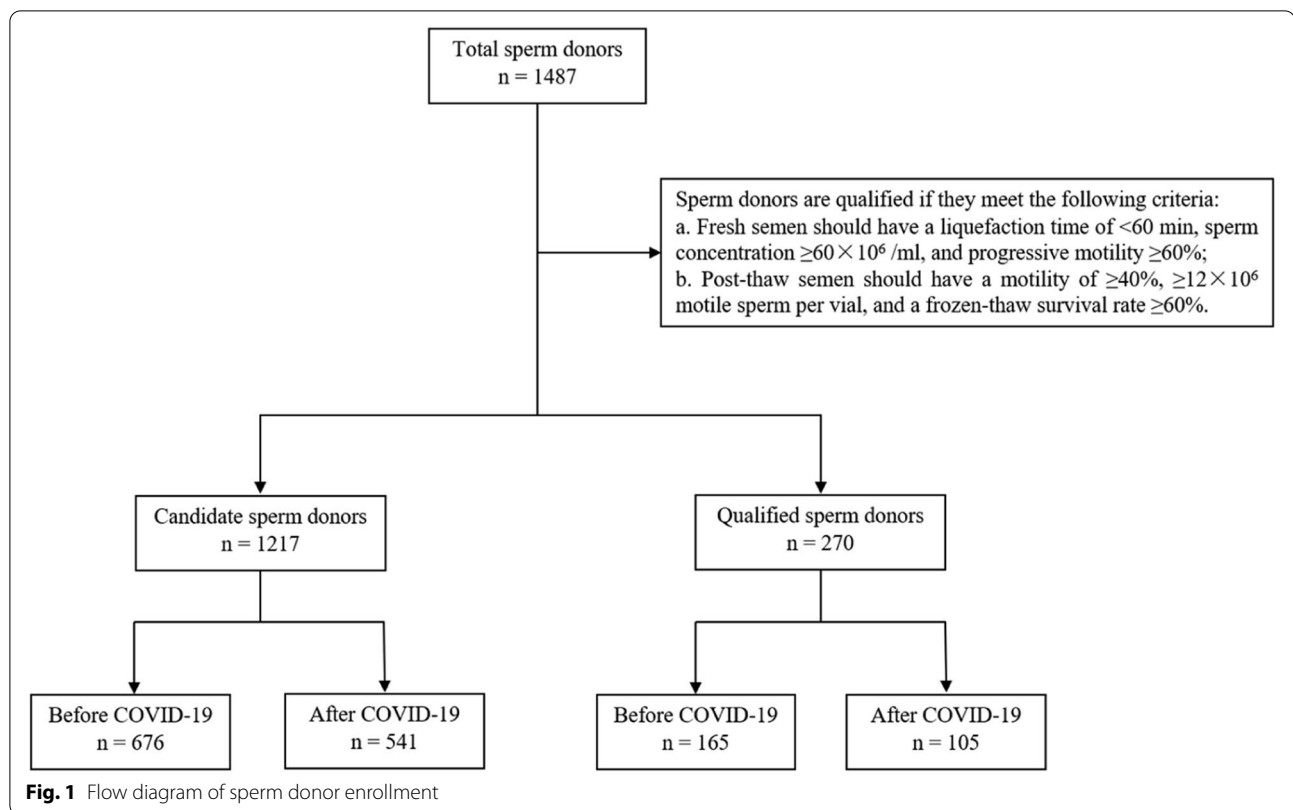 Total sperm donors
n = 1487
Sperm donors are qualified if they meet the following criteria:
a. Fresh semen should have a liquefaction time of <60 min, sperm
concentration ≥60×10⁶ /ml, and progressive motility ≥60%;
b. Post-thaw semen should have a motility of ≥40%, ≥12×10⁶
motile sperm per vial, and a frozen-thaw survival rate ≥60%.
Candidate sperm donors
n = 1217
Qualified sperm donors
n = 270
Before COVID-19
n = 676
After COVID-19
n = 541
Before COVID-19
n = 165
After COVID-19
n = 105
Fig. 1 Flow diagram of sperm donor enrollment